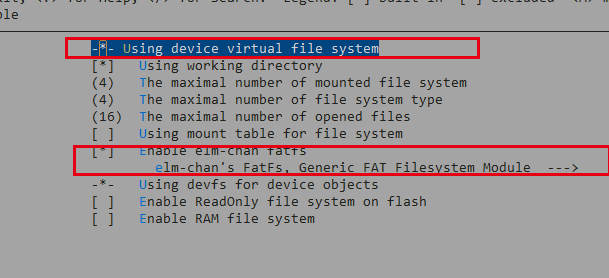 for Help, </> for Search. Legend: [*] built-in [ ] excluded <M> m
ble
-*- Using device virtual file system
[*] Using working directory
(4) The maximal number of mounted file system
(4) The maximal number of file system type
(16) The maximal number of opened files
[ ] Using mount table for file system
[*] Enable elm-chan fatfs
elm-chan's FatFs, Generic FAT Filesystem Module --->
-*- Using devfs for device objects
[ ] Enable ReadOnly file system on flash
[ ] Enable RAM file system